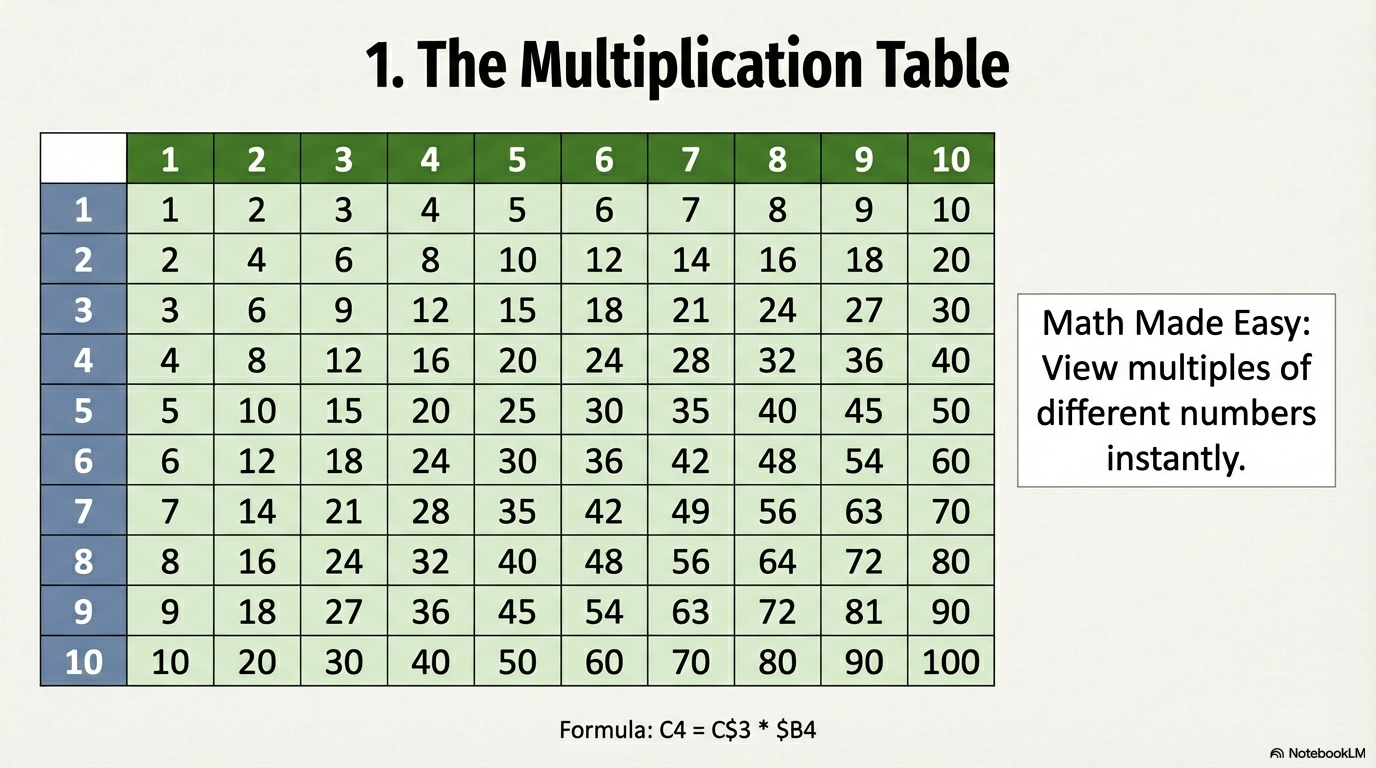 1. The Multiplication Table
1 2 3 4 5 6 7 8 9 10
1 1 2 3 4 5 6 7 8 9 10
2 2 4 6 8 10 12 14 16 18 20
3 3 6 9 12 15 18 21 24 27 30
4 4 8 12 16 20 24 28 32 36 40
5 5 10 15 20 25 30 35 40 45 50
6 6 12 18 24 30 36 42 48 54 60
7 7 14 21 28 35 42 49 56 63 70
8 8 16 24 32 40 48 56 64 72 80
9 9 18 27 36 45 54 63 72 81 90
10 10 20 30 40 50 60 70 80 90 100
Math Made Easy:
View multiples of
different numbers
instantly.
Formula: C4 = C$3 * $B4
NotebookLM